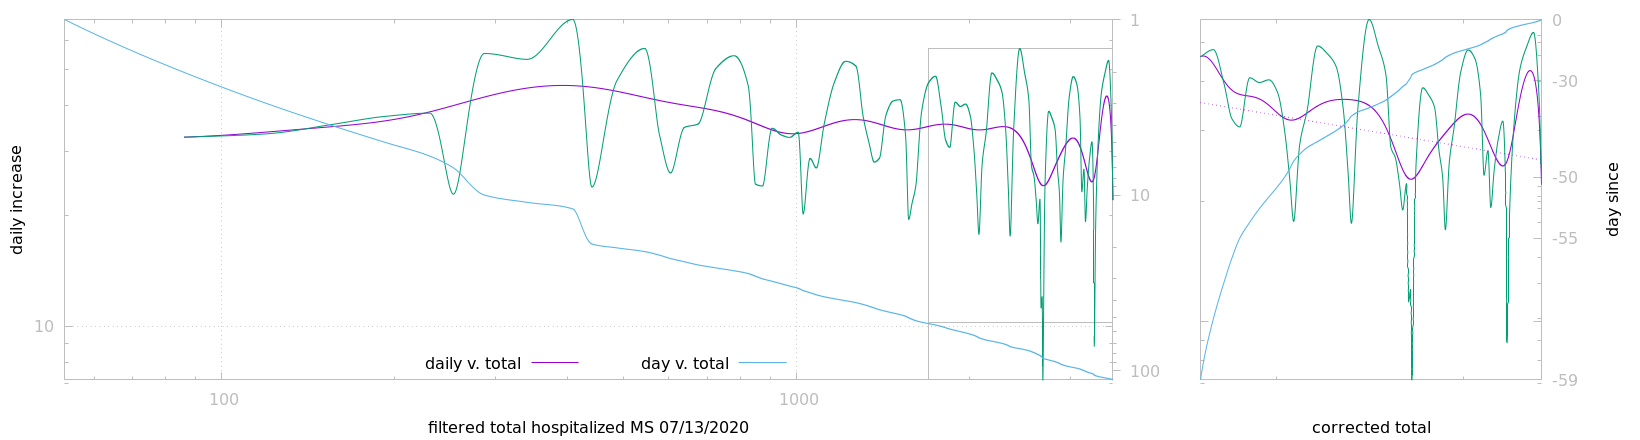 1
0
-30
daily increase
10
-50
day since
-55
10
daily v. total
day v. total
100
-59
100
1000
filtered total hospitalized MS 07/13/2020
corrected total